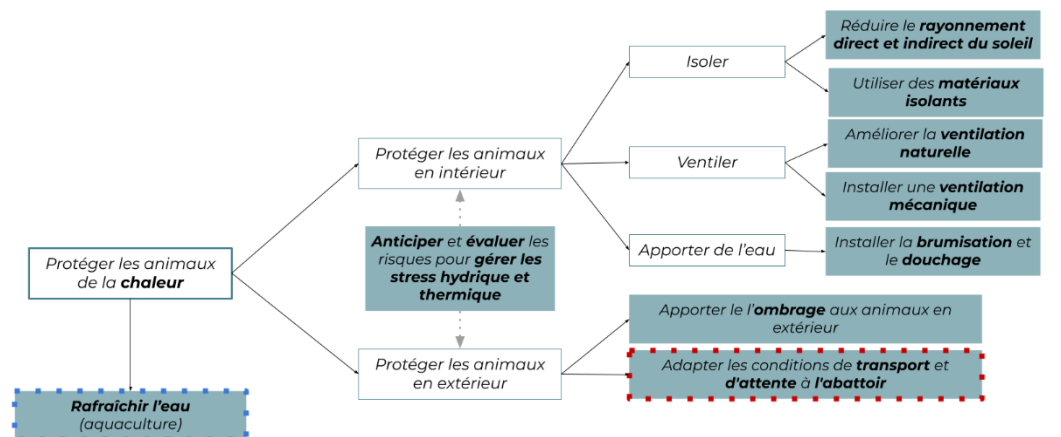 Réduire le rayonnement
direct et indirect du soleil
Isoler
Utiliser des matériaux
isolants
Améliorer la ventilation
naturelle
Protéger les animaux
en intérieur
Ventiler
Installer une ventilation
mécanique
Anticiper et évaluer les
risques pour gérer les
stress hydrique et
thermique
Apporter de l'eau
Installer la brumisation et
le douchage
Protéger les animaux
de la chaleur
Apporter le l'ombrage aux animaux en
extérieur
Protéger les animaux
en extérieur
Adapter les conditions de transport et
d'attente à l'abattoir
Rafraîchir l'eau
(aquaculture)